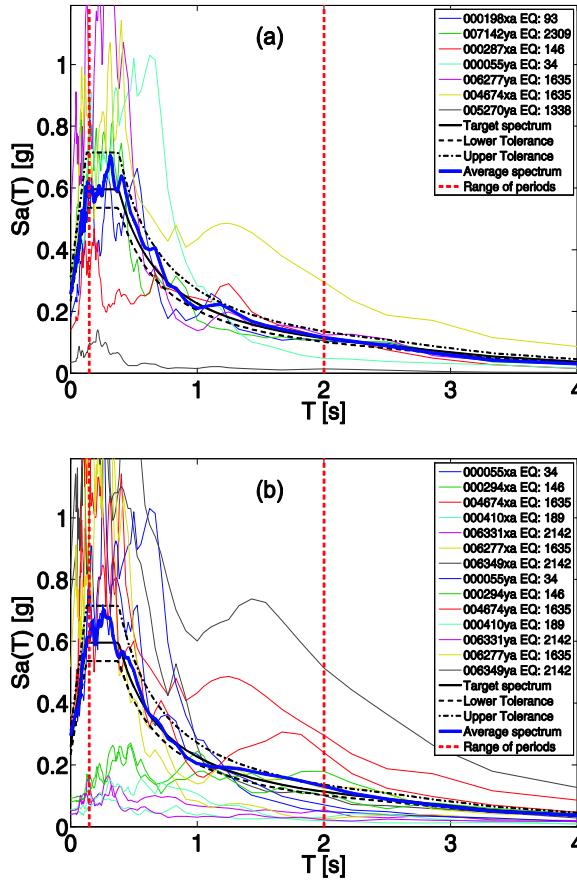 (a)
000198xa EQ: 93
007142xa EQ: 2309
000287xa EQ: 146
000055ya EQ: 34
006277ya EQ: 1635
004674xa EQ: 1635
005270ya EQ: 1338
Target spectrum
Lower Tolerance
Upper Tolerance
Average spectrum
Range of periods
Sa(T) [g]
1
0.8
0.6
0.4
0.2
0
0 1 2 3 4
T [s]
(b)
000055xa EQ: 34
000294xa EQ: 146
004674xa EQ: 1635
000410xa EQ: 189
006331xa EQ: 2142
006277xa EQ: 1635
006349xa EQ: 2142
000055ya EQ: 34
000294ya EQ: 146
004674ya EQ: 1635
000410ya EQ: 189
006331ya EQ: 2142
006277ya EQ: 1635
006349ya EQ: 2142
Target spectrum
Lower Tolerance
Upper Tolerance
Average spectrum
Range of periods
Sa(T) [g]
1
0.8
0.6
0.4
0.2
0
0 1 2 3 4
T [s]